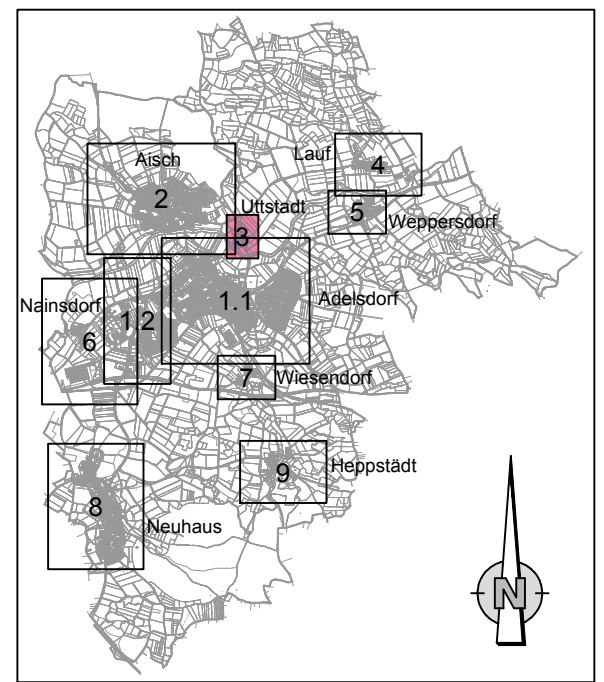 Aisch
2
Lauf
4
Uttstadt
3
5
Weppersdorf
Nainsdorf
6
1.2
1.1
Adelsdorf
7
Wiesendorf
9
Heppstädt
8
Neuhaus
N